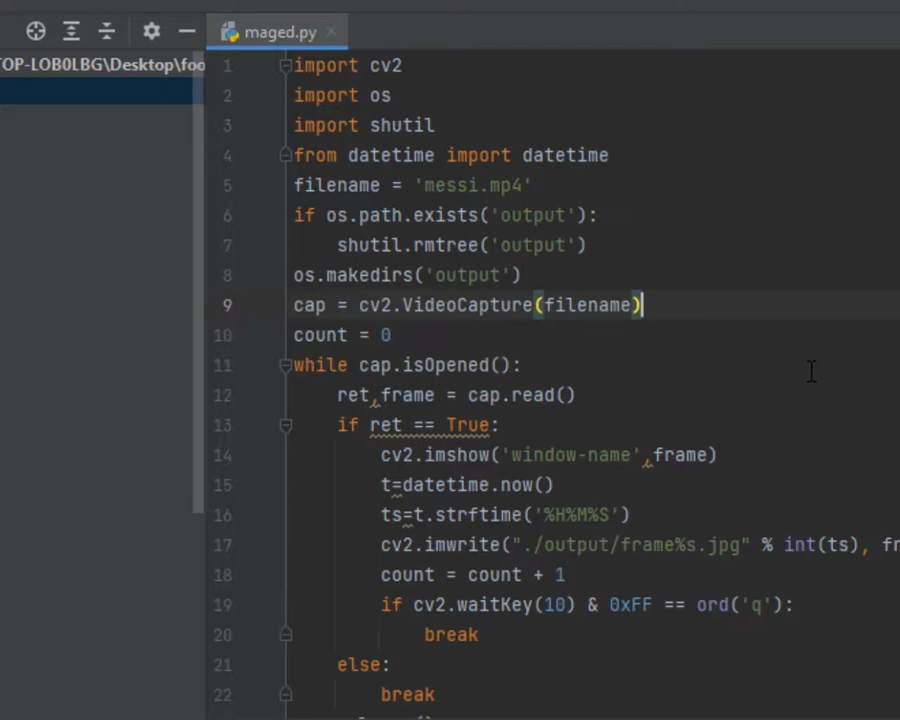 maged.py
TOP-LOB0LBG\Desktop\foo
1 import cv2
2 import os
3 import shutil
4 from datetime import datetime
5 filename = 'messi.mp4'
6 if os.path.exists('output'):
7     shutil.rmtree('output')
8 os.makedirs('output')
9 cap = cv2.VideoCapture(filename)
10 count = 0
11 while cap.isOpened():
12     ret,frame = cap.read()
13     if ret == True:
14         cv2.imshow('window-name',frame)
15         t=datetime.now()
16         ts=t.strftime('%H%M%S')
17         cv2.imwrite("./output/frame%s.jpg" % int(ts), fr
18         count = count + 1
19         if cv2.waitKey(10) & 0xFF == ord('q'):
20             break
21     else:
22         break